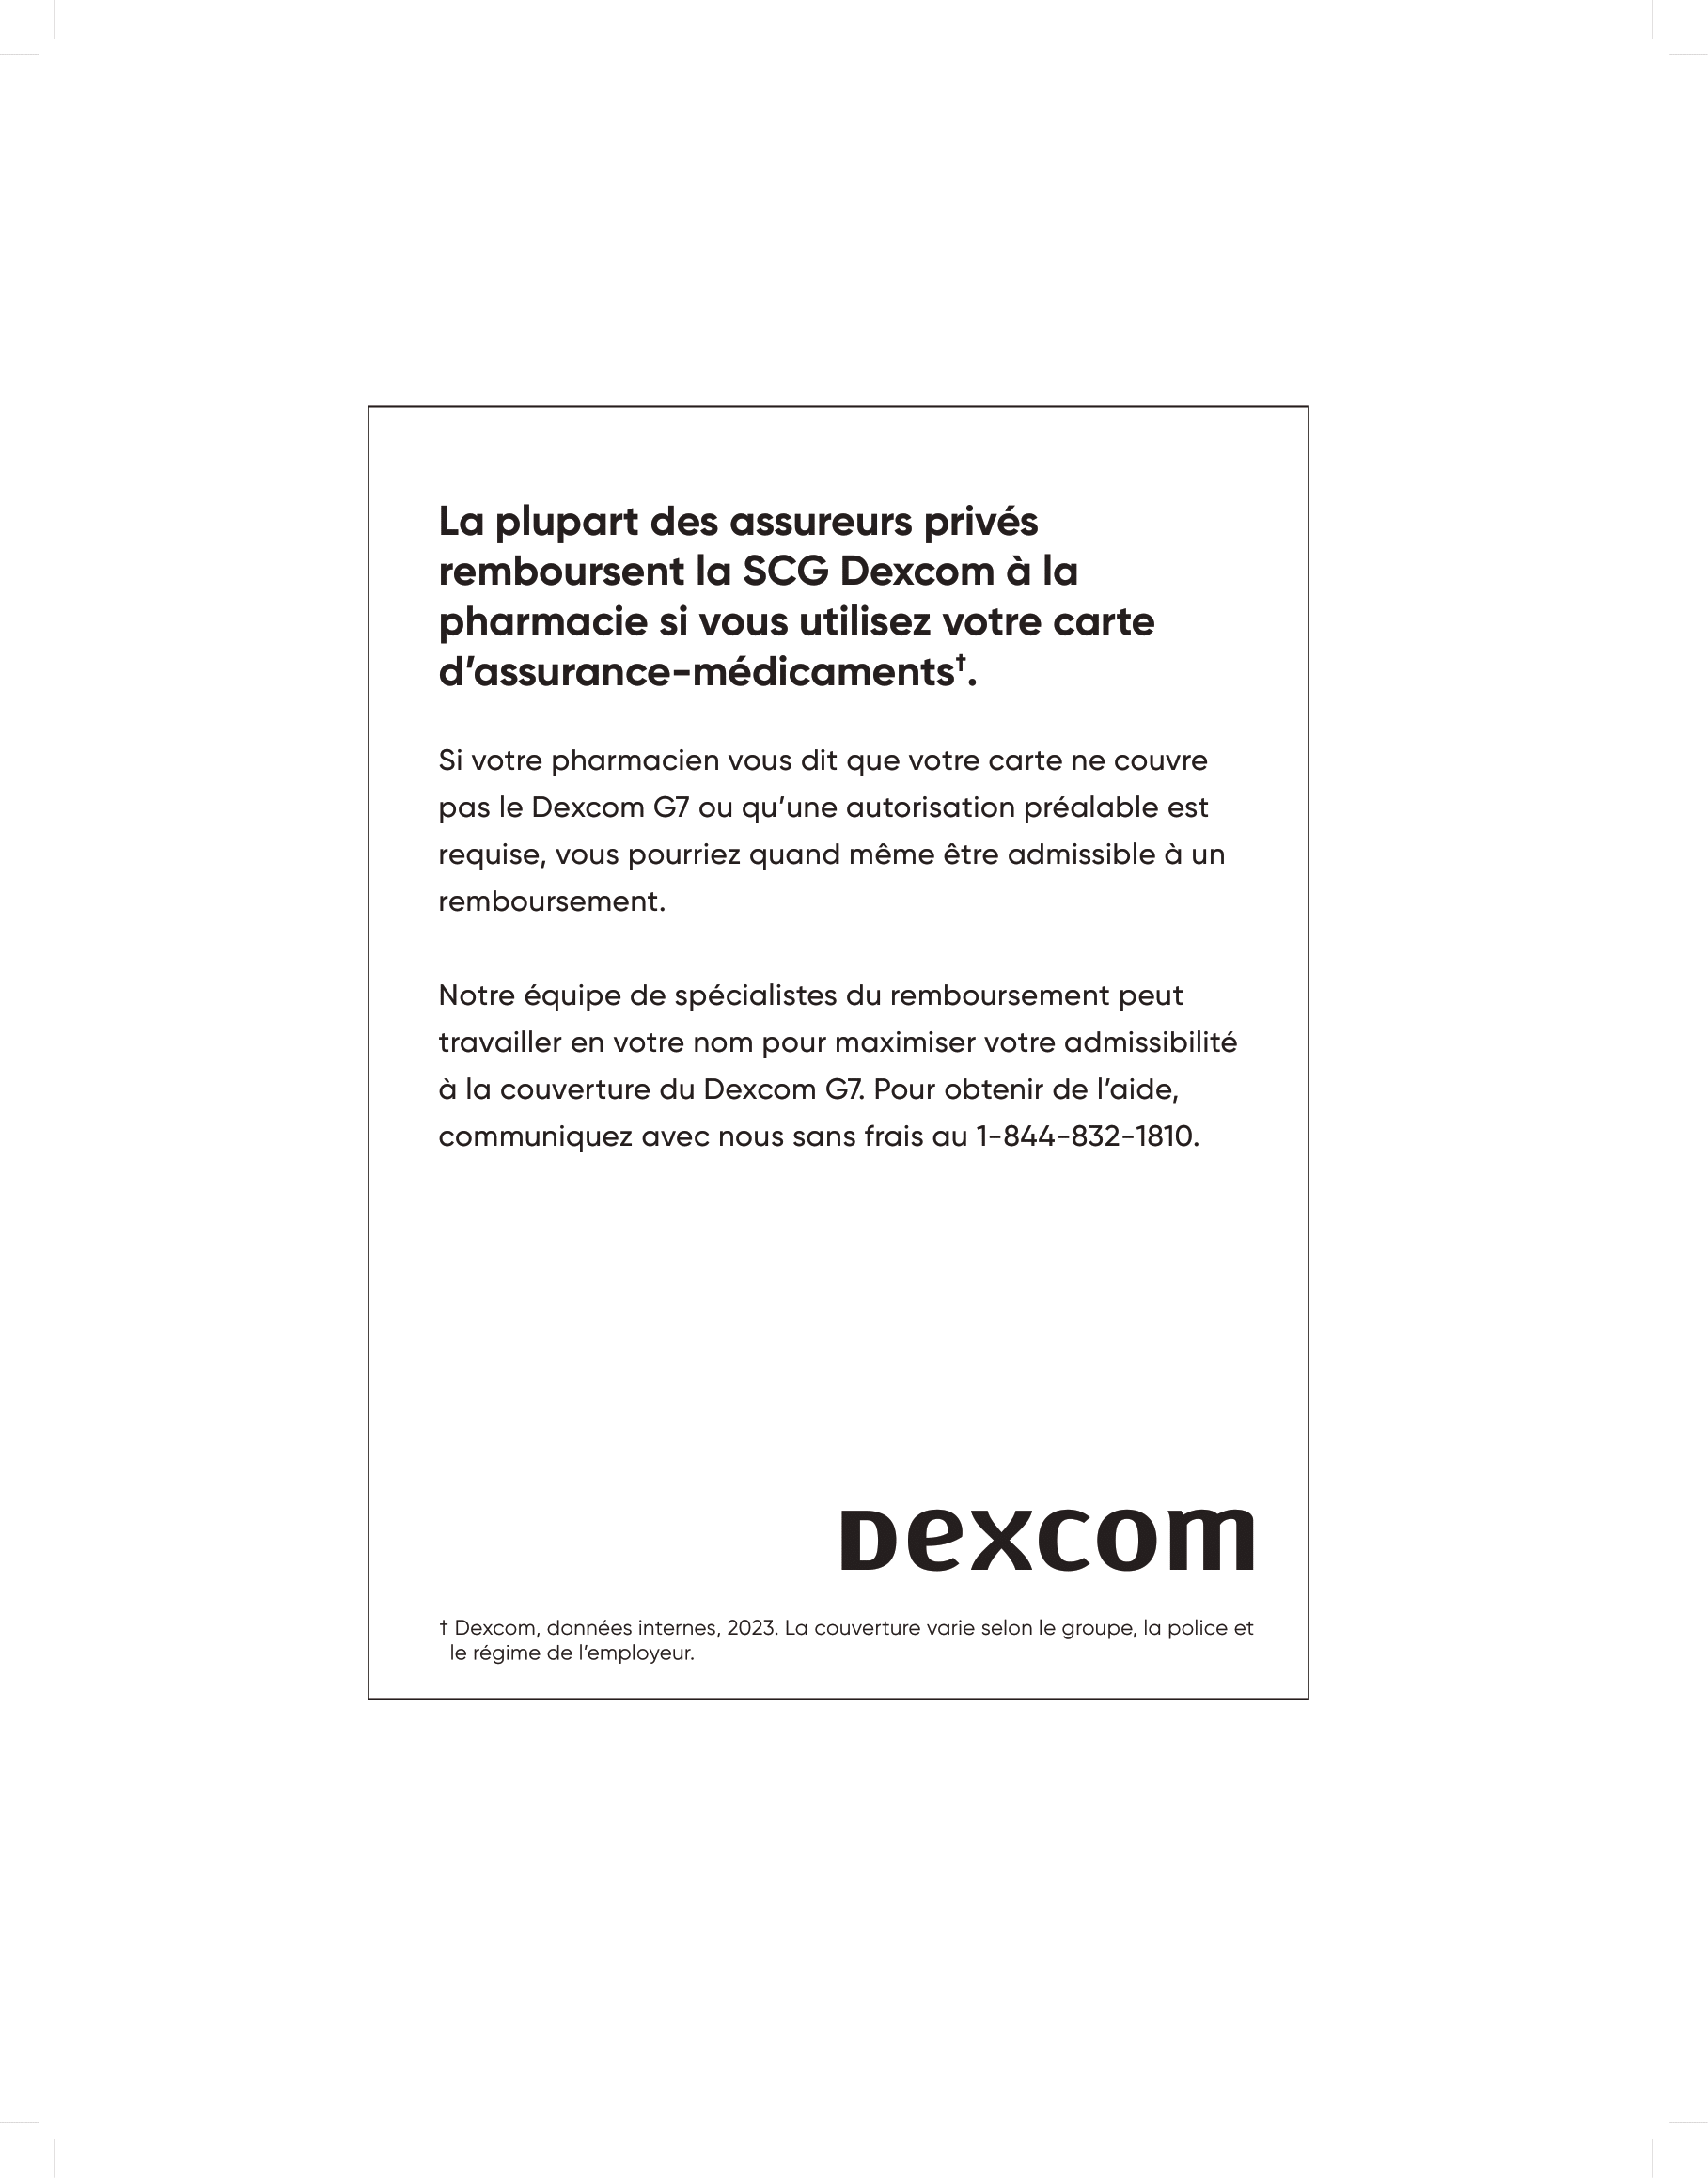 La plupart des assureurs privés
remboursent la SCG Dexcom à la
pharmacie si vous utilisez votre carte
d’assurance-médicaments†.
Si votre pharmacien vous dit que votre carte ne couvre
pas le Dexcom G7 ou qu’une autorisation préalable est
requise, vous pourriez quand même être admissible à un
remboursement.
Notre équipe de spécialistes du remboursement peut
travailler en votre nom pour maximiser votre admissibilité
à la couverture du Dexcom G7. Pour obtenir de l’aide,
communiquez avec nous sans frais au 1-844-832-1810.
Dexcom
† Dexcom, données internes, 2023. La couverture varie selon le groupe, la police et
le régime de l’employeur.